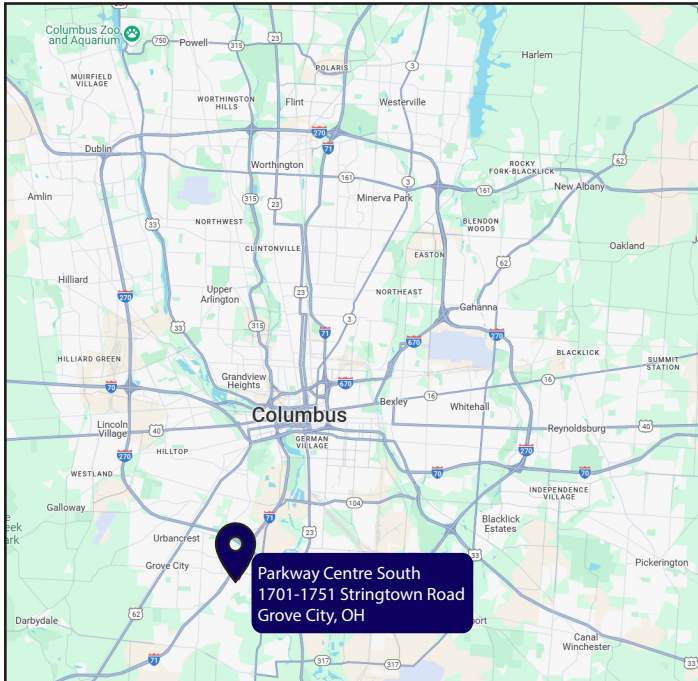 Columbus Zoo
and Aquarium
750
Powell
315
23
POLARIS
3
Harlem
MUIRFIELD
VILLAGE
WORTHINGTON
HILLS
Flint
Westerville
270
71
Dublin
Worthington
161
3
ROCKY
FORK-BLACKLICK
62
161
New Albany
Amlin
315
23
Minerva Park
33
NORTHWEST
BLENDON
WOODS
CLINTONVILLE
EASTON
Oakland
62
Hilliard
23
270
Upper
Arlington
NORTHEAST
Gahanna
315
3
33
71
670
270
HILLIARD GREEN
BLACKLICK
SUMMIT
STATION
70
Grandview
Heights
670
16
Bexley
16
Whitehall
Columbus
Lincoln
Village
40
Reynoldsburg
40
GERMAN
VILLAGE
HILLTOP
270
270
WESTLAND
70
70
INDEPENDENCE
VILLAGE
Galloway
104
71
Blacklick
Estates
23
Urbancrest
33
Grove City
Pickerington
Parkway Centre South
1701-1751 Stringtown Road
Grove City, OH
62
Darbydale
Canal
Winchester
71
317
317
33